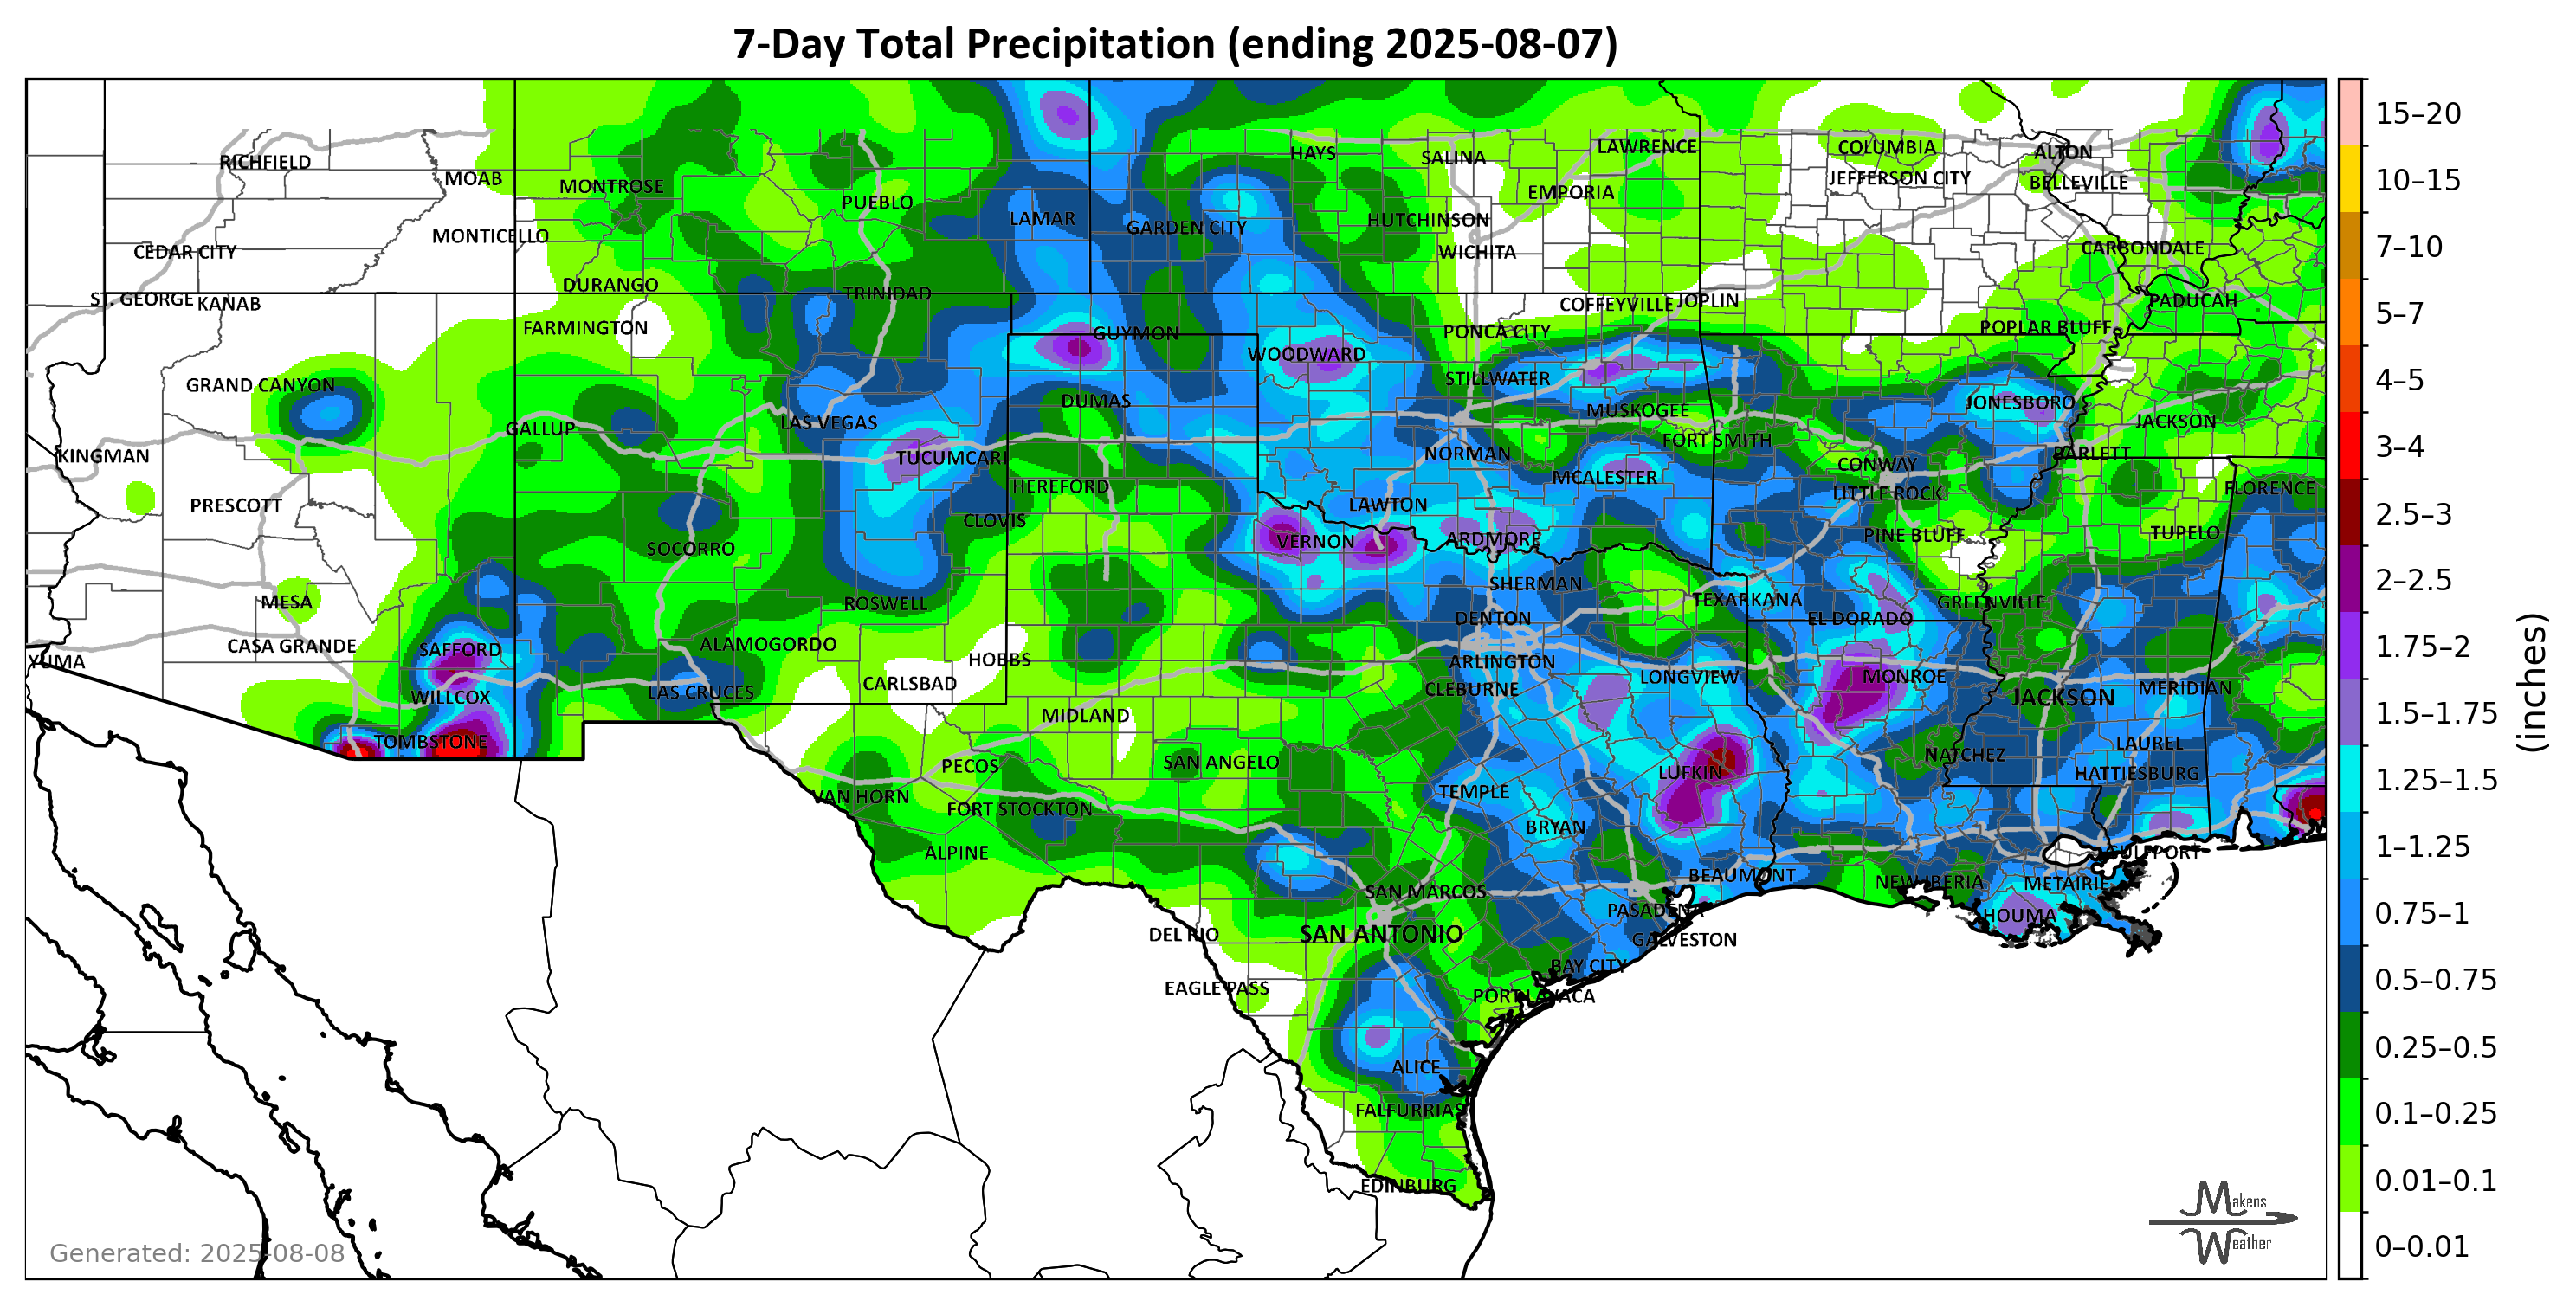 7-Day Total Precipitation (ending 2025-08-07)
RICHFIELD
MOAB
MONTROSE
PUEBLO
LAMAR
GARDEN CITY
HAYS
SALINA
LAWRENCE
EMPORIA
HUTCHINSON
WICHITA
COLUMBIA
JEFFERSON CITY
ALTON
BELLEVILLE
CARBONDALE
PADUCAH
MONTICELLO
CEDAR CITY
ST. GEORGE
KANAB
DURANGO
TRINIDAD
FARMINGTON
GUYMON
WOODWARD
PONCA CITY
COFFEYVILLE
JOPLIN
POPLAR BLUFF
GRAND CANYON
DUMAS
STILLWATER
MUSKOGEE
JONESBORO
JACKSON
KINGMAN
GALLUP
LAS VEGAS
TUCUMCARI
NORMAN
FORT SMITH
CONWAY
BARLETT
PRESCOTT
HEREFORD
CLOVIS
LAWTON
MCALESTER
LITTLE ROCK
FLORENCE
SOCORRO
VERNON
ARDMORE
PINE BLUFF
TUPELO
MESA
ROSWELL
SHERMAN
DENTON
TEXARKANA
EL DORADO
GREENVILLE
YUMA
CASA GRANDE
SAFFORD
ALAMOGORDO
HOBBS
ARLINGTON
WILLCOX
LAS CRUCES
CARLSBAD
CLEBURNE
LONGVIEW
MONROE
JACKSON
MERIDIAN
TOMBSTONE
MIDLAND
PECOS
SAN ANGELO
LUFKIN
NATCHEZ
LAUREL
HATTIESBURG
VAN HORN
FORT STOCKTON
TEMPLE
BRYAN
ALPINE
SAN MARCOS
BEAUMONT
NEW IBERIA
METAIRIE
GULFPORT
DEL RIO
SAN ANTONIO
PASADENA
GALVESTON
HOUMA
EAGLE PASS
BAY CITY
PORT LAVACA
ALICE
FALFURRIAS
EDINBURG
Generated: 2025-08-08
Makens
Weather
15–20
10–15
7–10
5–7
4–5
3–4
2.5–3
2–2.5
1.75–2
1.5–1.75
1.25–1.5
1–1.25
0.75–1
0.5–0.75
0.25–0.5
0.1–0.25
0.01–0.1
0–0.01
(inches)